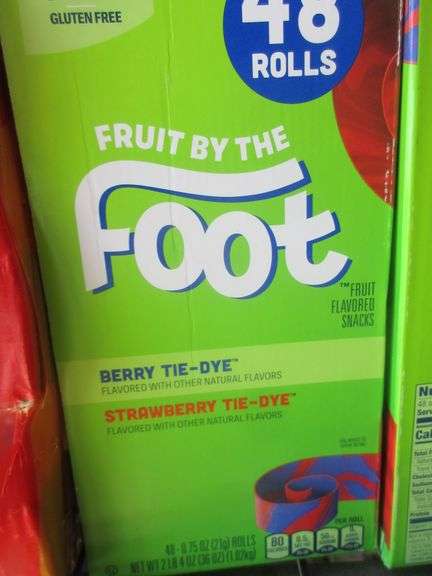 GLUTEN FREE
48
ROLLS
FRUIT BY THE
Foot
™FRUIT
FLAVORED
SNACKS
BERRY TIE-DYE™
FLAVORED WITH OTHER NATURAL FLAVORS
STRAWBERRY TIE-DYE™
FLAVORED WITH OTHER NATURAL FLAVORS
PER ROLL
80
48 - 0.75 OZ (21g) ROLLS
NET WT 2 LB 4 OZ (36 OZ) (1.02kg)